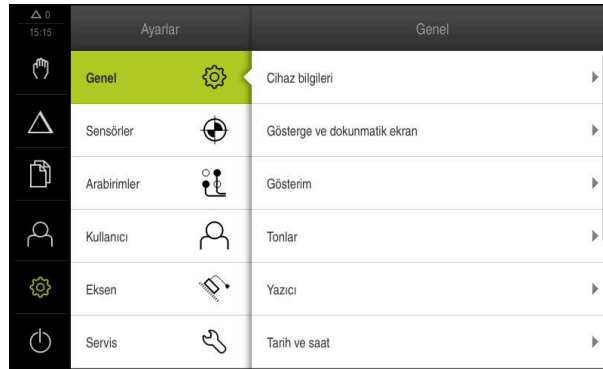 0
15:15
Ayarlar
Genel
Genel
Cihaz bilgileri
Sensörler
Gösterge ve dokunmatik ekran
Arabirimler
Gösterim
Kullanıcı
Tonlar
Eksen
Yazıcı
Servis
Tarih ve saat